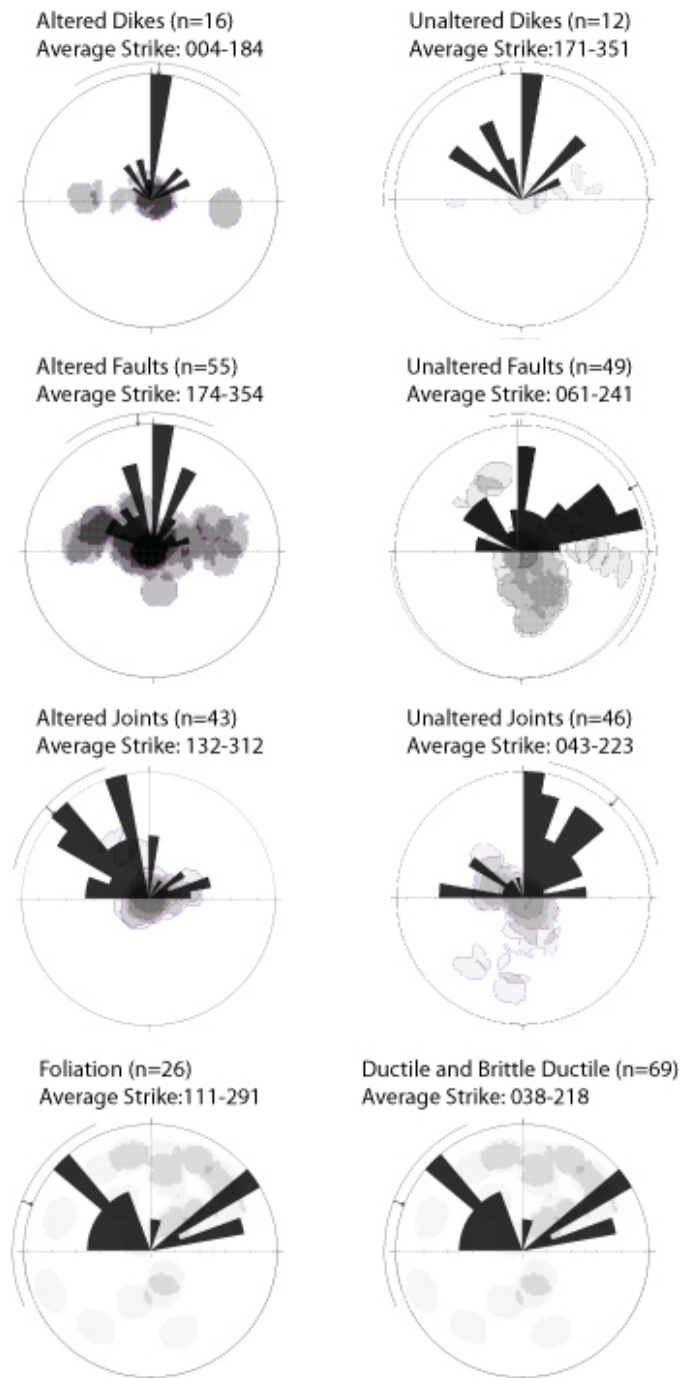 Altered Dikes (n=16)
Average Strike: 004-184
Unaltered Dikes (n=12)
Average Strike:171-351
Altered Faults (n=55)
Average Strike: 174-354
Unaltered Faults (n=49)
Average Strike: 061-241
Altered Joints (n=43)
Average Strike: 132-312
Unaltered Joints (n=46)
Average Strike: 043-223
Foliation (n=26)
Average Strike:111-291
Ductile and Brittle Ductile (n=69)
Average Strike: 038-218